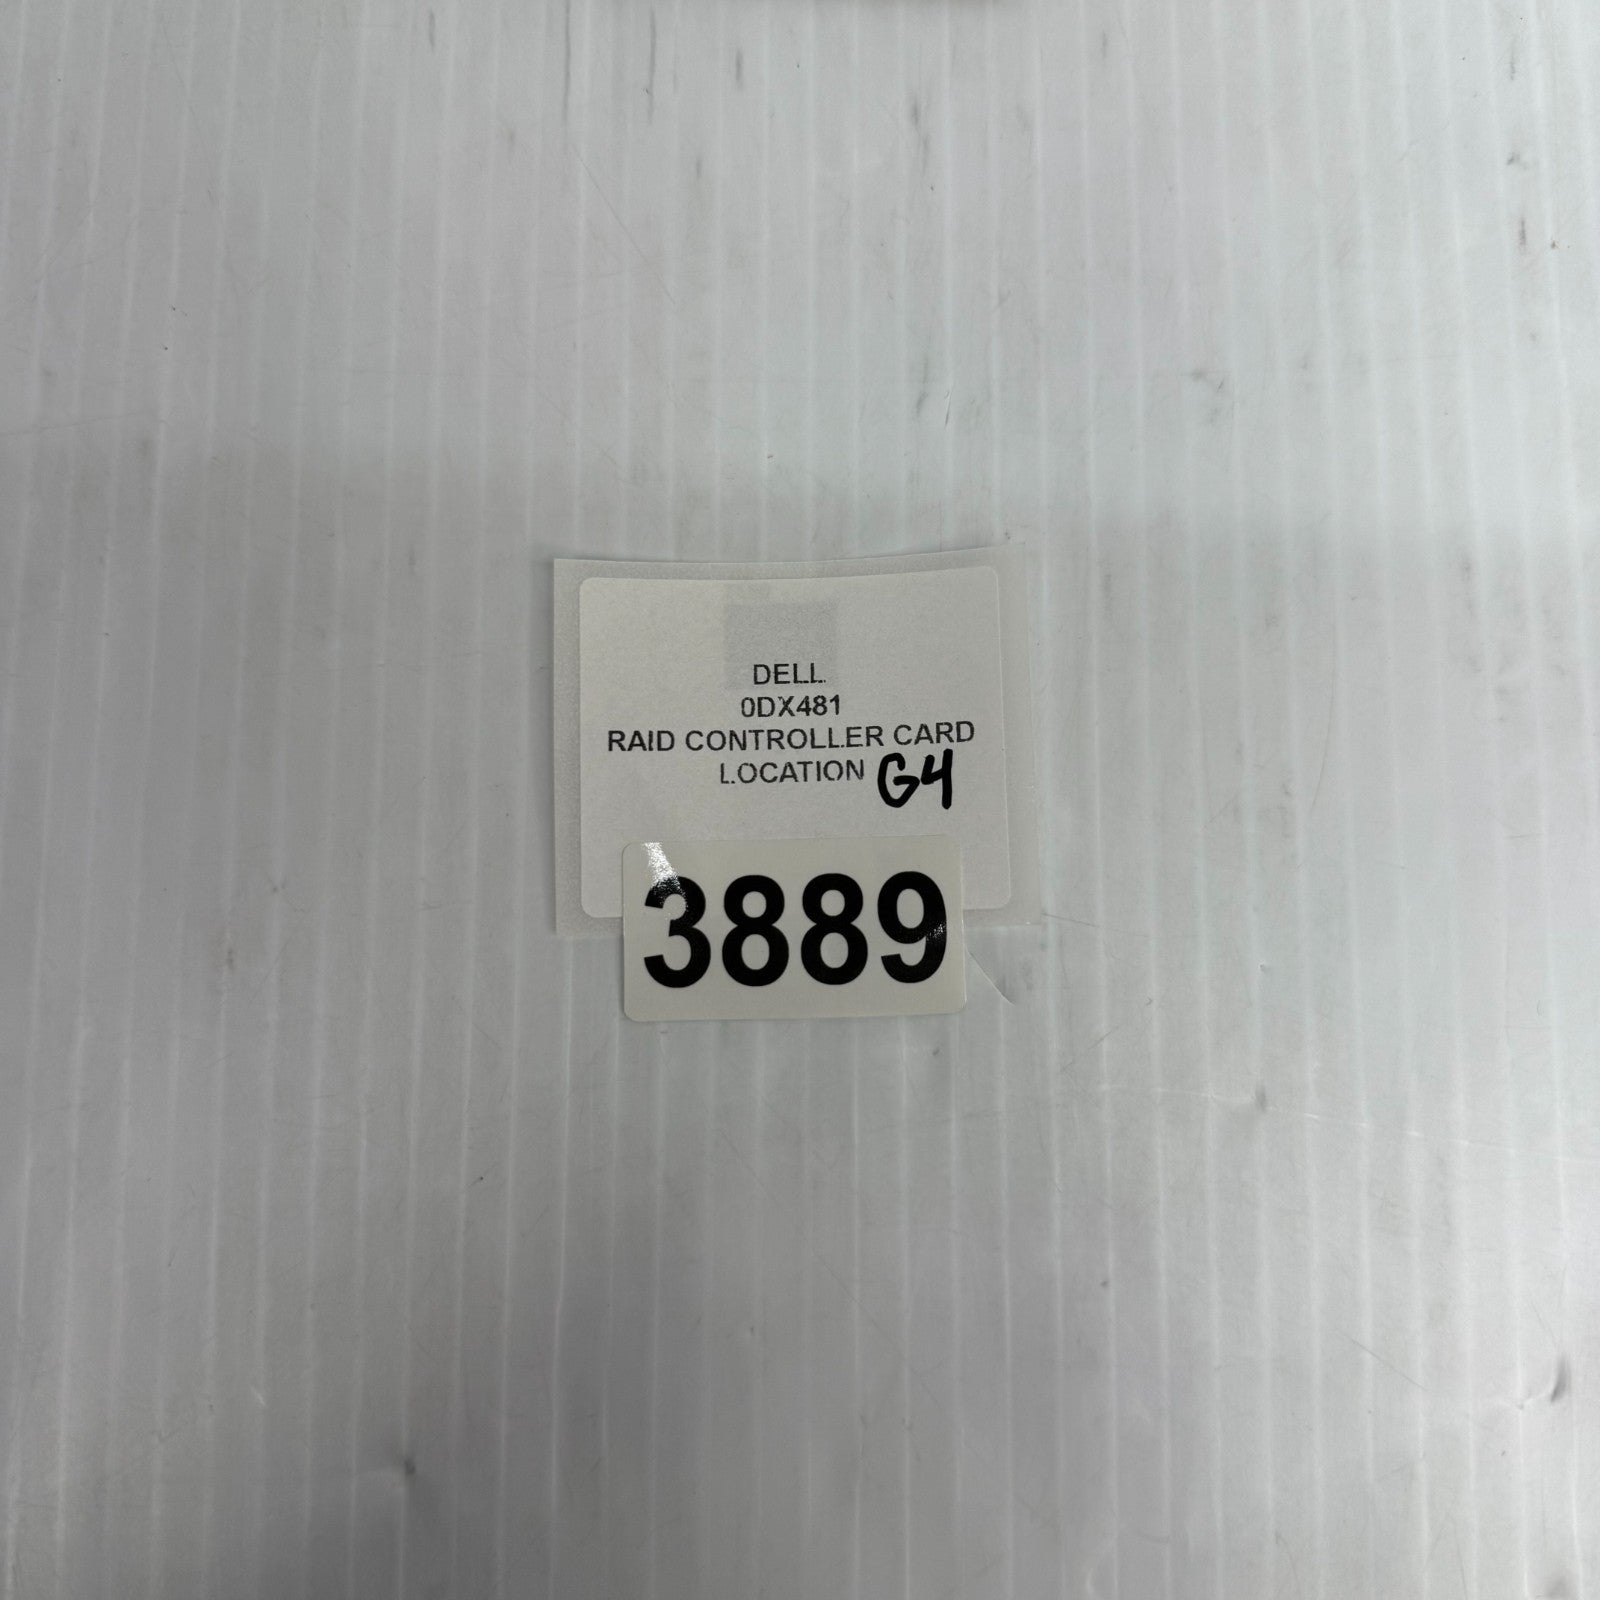 DELL
0DX481
RAID CONTROLLER CARD
LOCATION G4
3889